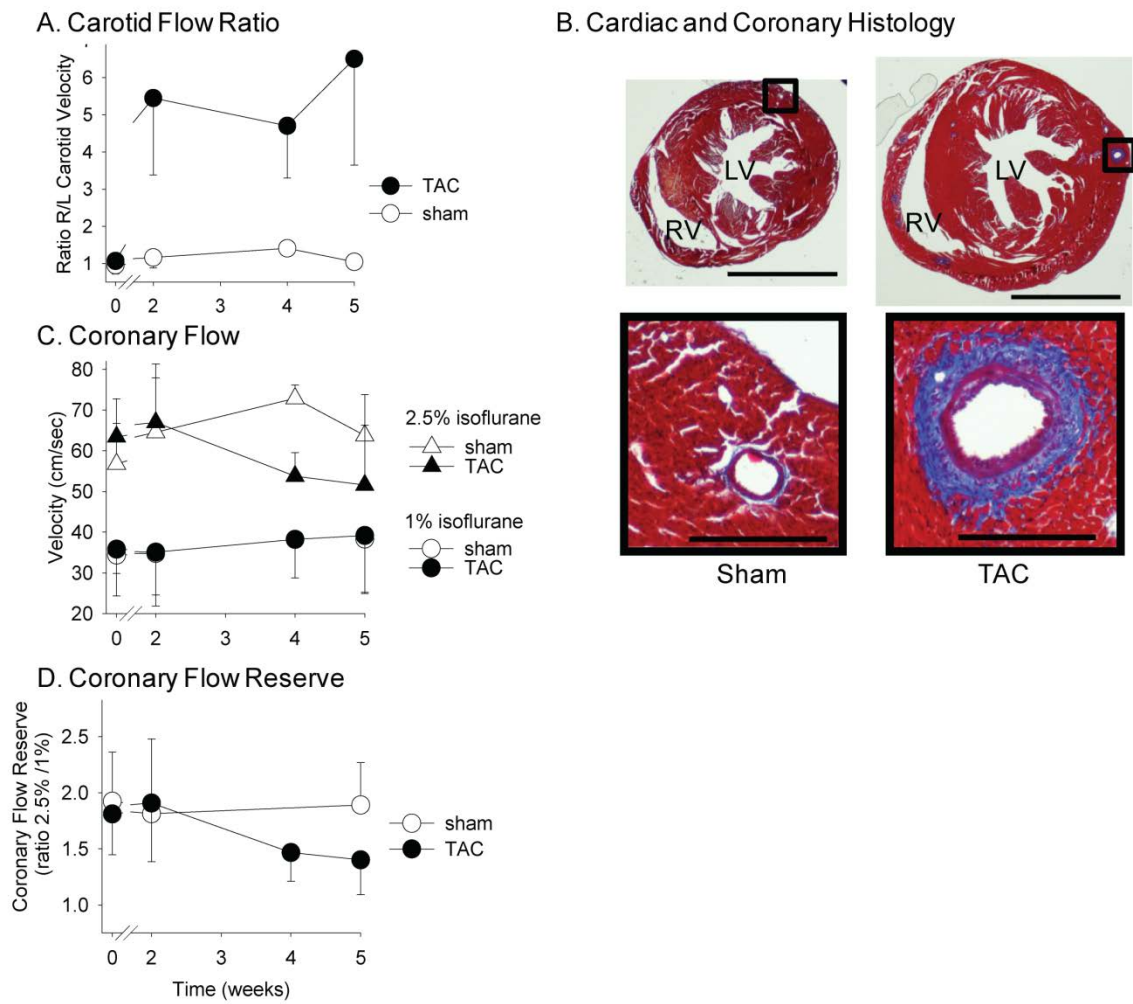 A. Carotid Flow Ratio
Ratio R/L Carotid Velocity
6
5
4
3
2
1
0
2
4
5
TAC
sham
B. Cardiac and Coronary Histology
LV
RV
LV
RV
Sham
TAC
C. Coronary Flow
Velocity (cm/sec)
80
70
60
50
40
30
20
0
2
3
4
5
2.5% isoflurane
sham
TAC
1% isoflurane
sham
TAC
D. Coronary Flow Reserve
Coronary Flow Reserve
(ratio 2.5% /1%)
2.5
2.0
1.5
1.0
0
2
3
4
5
Time (weeks)
sham
TAC